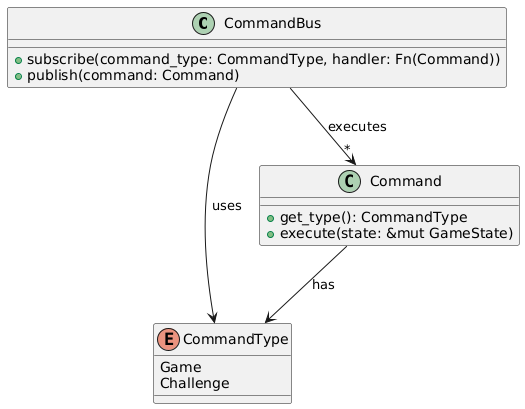 C CommandBus
subscribe(command_type: CommandType, handler: Fn(Command))
publish(command: Command)
executes
*
C Command
get_type(): CommandType
execute(state: &mut GameState)
uses
has
E CommandType
Game
Challenge